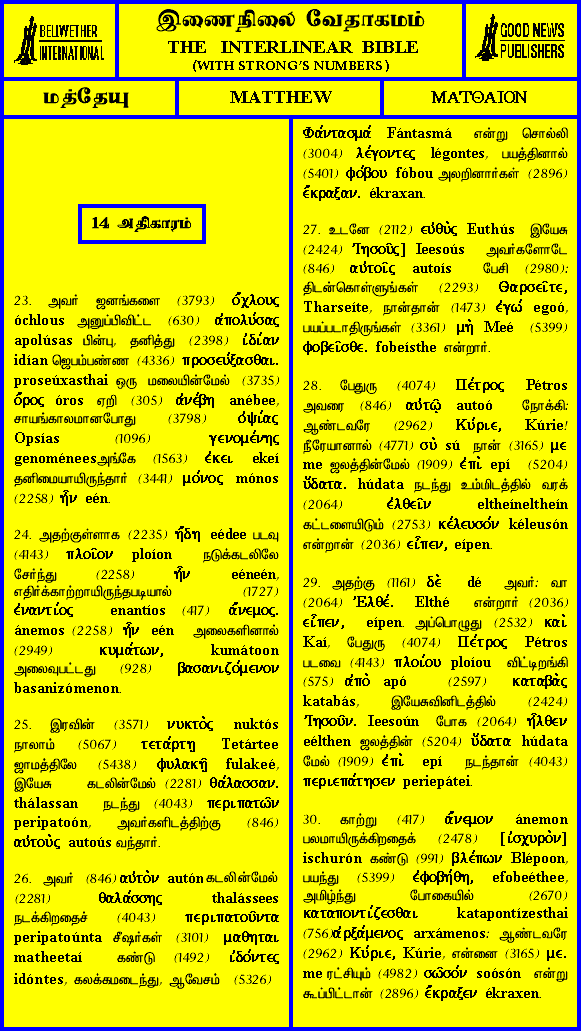 BELLWETHER
INTERNATIONAL
இணைநிலை வேதாகமம்
THE INTERLINEAR BIBLE
(WITH STRONG'S NUMBERS)
GOOD NEWS
PUBLISHERS
மத்தேயு
MATTHEW
ΜΑΤΘΑΙΟΝ
14 அதிகாரம்
23. அவர் ஜனங்களை (3793) ὄχλους
óchlous அனுப்பிவிட்ட (630) ἀπολύσας
apolúsas பின்பு, தனித்து (2398) ἰδίαν
idían ஜெபம்பண்ண (4336) προσεύξασθαι.
proseúxasthai ஒரு மலையின்மேல் (3735)
ὄρος óros ஏறி (305) ἀνέβη anébee,
சாயங்காலமானபோது (3798) ὀψίας
Opsías (1096) γενομένης
genoméneesஅங்கே (1563) ἐκει ekeí
தனிமையாயிருந்தார் (3441) μόνος mónos
(2258) ἦν eén.
24. அதற்குள்ளாக (2235) ἤδη eédee படவு
(4143) πλοῖον ploíon நடுக்கடலிலே
சேர்ந்து (2258) ἦν eéneén,
எதிர்க்காற்றாயிருந்தபடியால் (1727)
ἐναντίος enantíos (417) ἄνεμος.
ánemos (2258) ἦν eén அலைகளினால்
(2949) κυμάτων, kumátoon
அலைவுபட்டது (928) βασανιζόμενον
basanizómenon.
25. இரவின் (3571) νυκτὸς nuktós
நாலாம் (5067) τετάρτῃ Tetártee
ஜாமத்திலே (5438) φυλακῇ fulakeé,
இயேசு கடலின்மேல் (2281) θάλασσαν.
thálassan நடந்து (4043) περιπατῶν
peripatoón, அவர்களிடத்திற்கு (846)
αὐτοὺς autoús வந்தார்.
26. அவர் (846) αὐτὸν autónகடலின்மேல்
(2281) θαλάσσης thalássees
நடக்கிறதைச் (4043) περιπατοῦντα
peripatoúnta சீஷர்கள் (3101) μαθηται
matheetaí கண்டு (1492) ἰδόντες
idóntes, கலக்கமடைந்து, ஆவேசம் (5326)
Φάντασμά Fántasmá என்று சொல்லி
(3004) λέγοντες légontes, பயத்தினால்
(5401) φόβου fóbou அலறினார்கள் (2896)
ἔκραξαν. ékraxan.
27. உடனே (2112) εὐθὺς Euthús இயேசு
(2424) Ἰησοῦς] Ieesoús அவர்களோடே
(846) αὐτοῖς autoís பேசி (2980):
திடன்கொள்ளுங்கள் (2293) Θαρσεῖτε,
Tharseíte, நான்தான் (1473) ἐγώ egoó,
பயப்படாதிருங்கள் (3361) μὴ Meé (5399)
φοβεῖσθε. fobeísthe என்றார்.
28. பேதுரு (4074) Πέτρος Pétros
அவரை (846) αὐτῷ autoó நோக்கி:
ஆண்டவரே (2962) Κύριε, Kúrie!
நீரேயானால் (4771) σὺ sú நான் (3165) με
me ஜலத்தின்மேல் (1909) ἐπὶ epí (5204)
ὕδατα. húdata நடந்து உம்மிடத்தில் வரக்
(2064) ἐλθεῖν eltheíneltheín
கட்டளையிடும் (2753) κέλευσόν kéleusón
என்றான் (2036) εἶπεν, eípen.
29. அதற்கு (1161) δὲ dé அவர்: வா
(2064) Ἐλθέ. Elthé என்றார் (2036)
εἶπεν, eípen. அப்பொழுது (2532) καὶ
Kaí, பேதுரு (4074) Πέτρος Pétros
படவை (4143) πλοίου ploíou விட்டிறங்கி
(575) ἀπὸ apó (2597) καταβὰς
katabás, இயேசுவினிடத்தில் (2424)
Ἰησοῦν. Ieesoún போக (2064) ἦλθεν
eélthen ஜலத்தின் (5204) ὕδατα húdata
மேல் (1909) ἐπὶ epí நடந்தான் (4043)
περιεπάτησεν periepátei.
30. காற்று (417) ἄνεμον ánemon
பலமாயிருக்கிறதைக் (2478) [ἰσχυρὸν]
ischurón கண்டு (991) βλέπων Blépoon,
பயந்து (5399) ἐφοβήθη, efobeéthee,
அமிழ்ந்து போகையில் (2670)
καταποντίζεσθαι katapontízesthai
(756)ἀρξάμενος arxámenos: ஆண்டவரே
(2962) Κύριε, Kúrie, என்னை (3165) με.
me ரட்சியும் (4982) σῶσόν soósón என்று
கூப்பிட்டான் (2896) ἔκραξεν ékraxen.